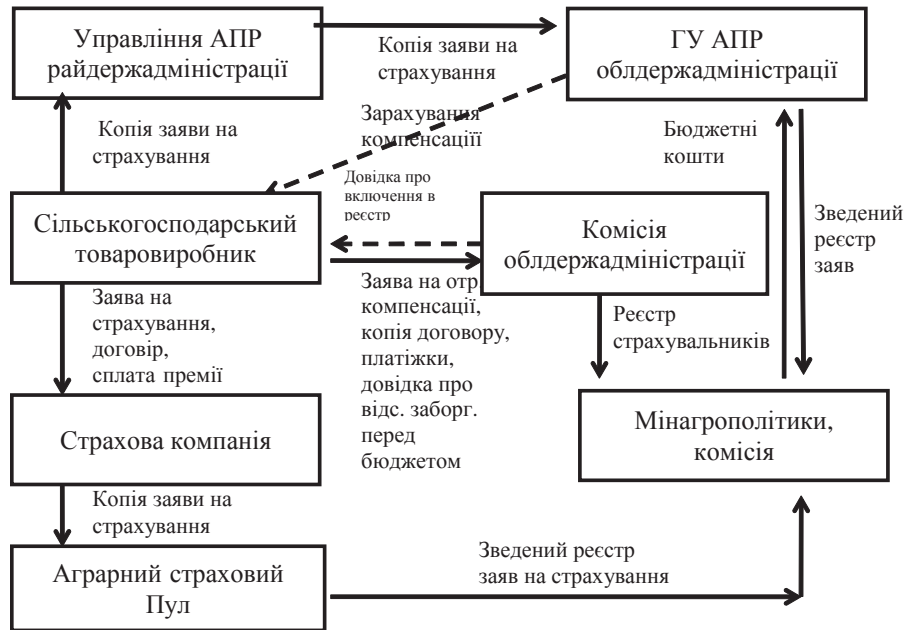 Управління АПР
райдержадміністрації
Копія заяви на
страхування
ГУ АПР
облдержадміністрації
Копія заяви на
страхування
Зарахування
компенсаціїї
Бюджетні
кошти
Зведений
реєстр
заяв
Довідка про
включення в
реєстр
Сільськогосподарський
товаровиробник
Комісія
облдержадміністрації
Заява на
страхування,
договір,
сплата премії
Заява на отр
компенсації,
копія договору,
платіжки,
довідка про
відс. заборг.
перед
бюджетом
Реєстр
страхувальників
Страхова компанія
Мінагрополітики,
комісія
Копія заяви на
страхування
Аграрний страховий
Пул
Зведений реєстр
заяв на страхування